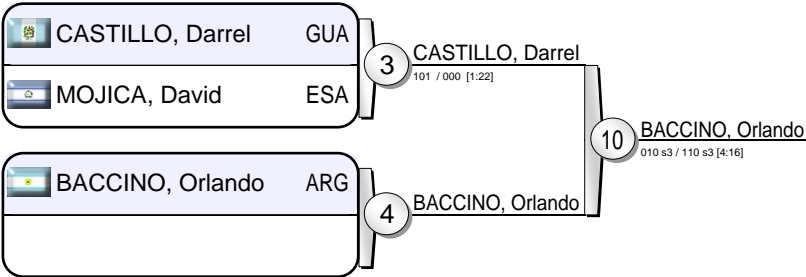 CASTILLO, Darrel GUA
MOJICA, David ESA
3
CASTILLO, Darrel
101 / 000 [1:22]
BACCINO, Orlando ARG
4
BACCINO, Orlando
10
BACCINO, Orlando
010 s3 / 110 s3 [4:16]